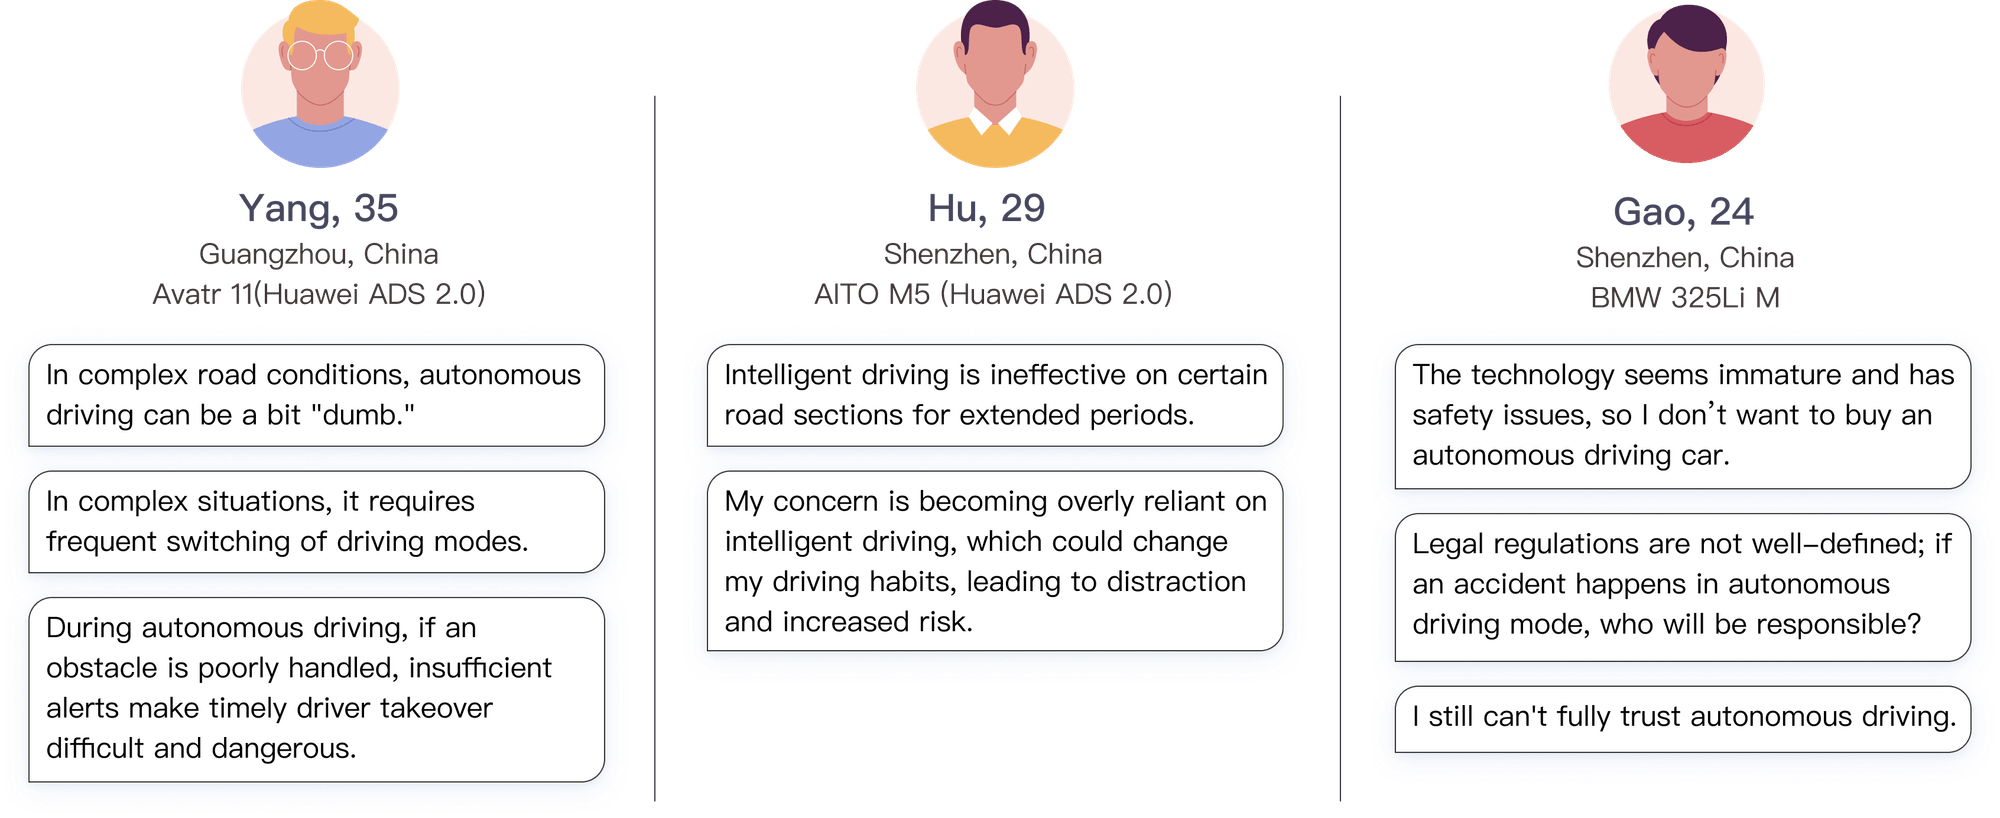 Yang, 35
Guangzhou, China
Avatr 11(Huawei ADS 2.0)
In complex road conditions, autonomous
driving can be a bit "dumb."
In complex situations, it requires
frequent switching of driving modes.
During autonomous driving, if an
obstacle is poorly handled, insufficient
alerts make timely driver takeover
difficult and dangerous.
Hu, 29
Shenzhen, China
AITO M5 (Huawei ADS 2.0)
Intelligent driving is ineffective on certain
road sections for extended periods.
My concern is becoming overly reliant on
intelligent driving, which could change
my driving habits, leading to distraction
and increased risk.
Gao, 24
Shenzhen, China
BMW 325Li M
The technology seems immature and has
safety issues, so I don’t want to buy an
autonomous driving car.
Legal regulations are not well–defined; if
an accident happens in autonomous
driving mode, who will be responsible?
I still can't fully trust autonomous driving.